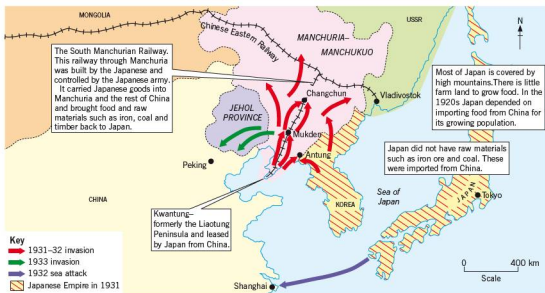 MONGOLIA
USSR
N
Chinese Eastern Railway
MANCHURIA–
MANCHUKUO
The South Manchurian Railway.
This railway through Manchuria
was built by the Japanese and
controlled by the Japanese army.
It carried Japanese goods into
Manchuria and the rest of China
and brought food and raw
materials such as iron, coal and
timber back to Japan.
Most of Japan is covered by
high mountains.There is little
farm land to grow food. In the
1920s Japan depended on
importing food from China for
its growing population.
Changchun
Vladivostok
JEHOL
PROVINCE
Mukden
Antung
Peking
Japan did not have raw materials
such as iron ore and coal. These
were imported from China.
CHINA
Kwantung–
formerly the Liaotung
Peninsula and leased
by Japan from China.
KOREA
Sea of
Japan
JAPAN
Tokyo
Key
1931–32 invasion
1933 invasion
1932 sea attack
Japanese Empire in 1931
Shanghai
0 400 km
Scale